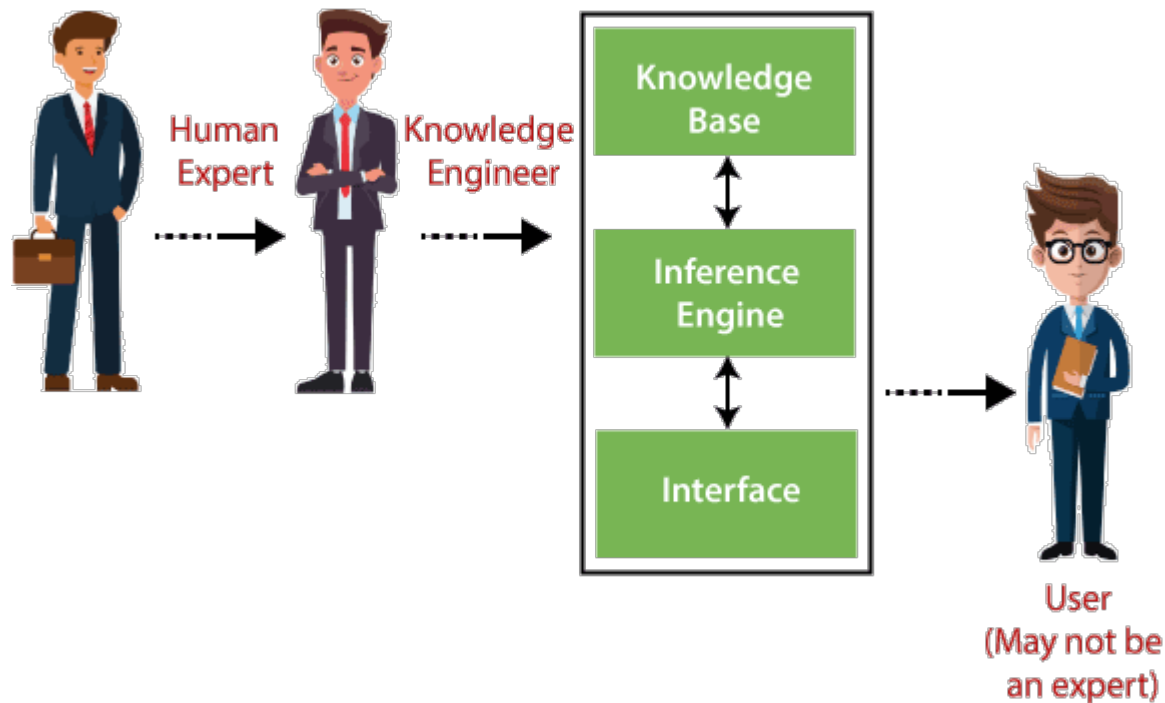 Human
Expert
Knowledge
Engineer
Knowledge
Base
Inference
Engine
Interface
User
(May not be
an expert)